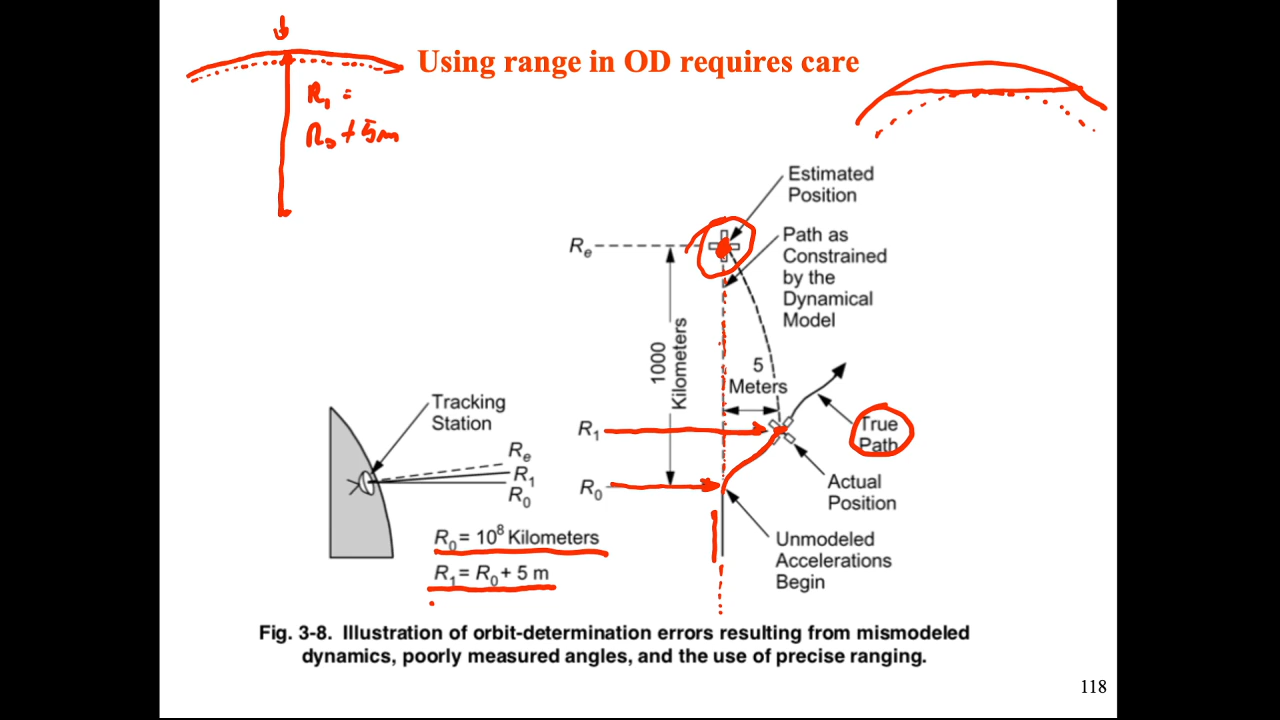 Using range in OD requires care
R₁ =
R₀ + 5m
Estimated
Position
Rₑ
Path as
Constrained
by the
Dynamical
Model
1000
Kilometers
5
Meters
Tracking
Station
Rₑ
R₁
R₀
R₁
R₀
True
Path
Actual
Position
R₀ = 10⁸ Kilometers
R₁ = R₀ + 5 m
Unmodeled
Accelerations
Begin
Fig. 3-8. Illustration of orbit-determination errors resulting from mismodeled
dynamics, poorly measured angles, and the use of precise ranging.
118